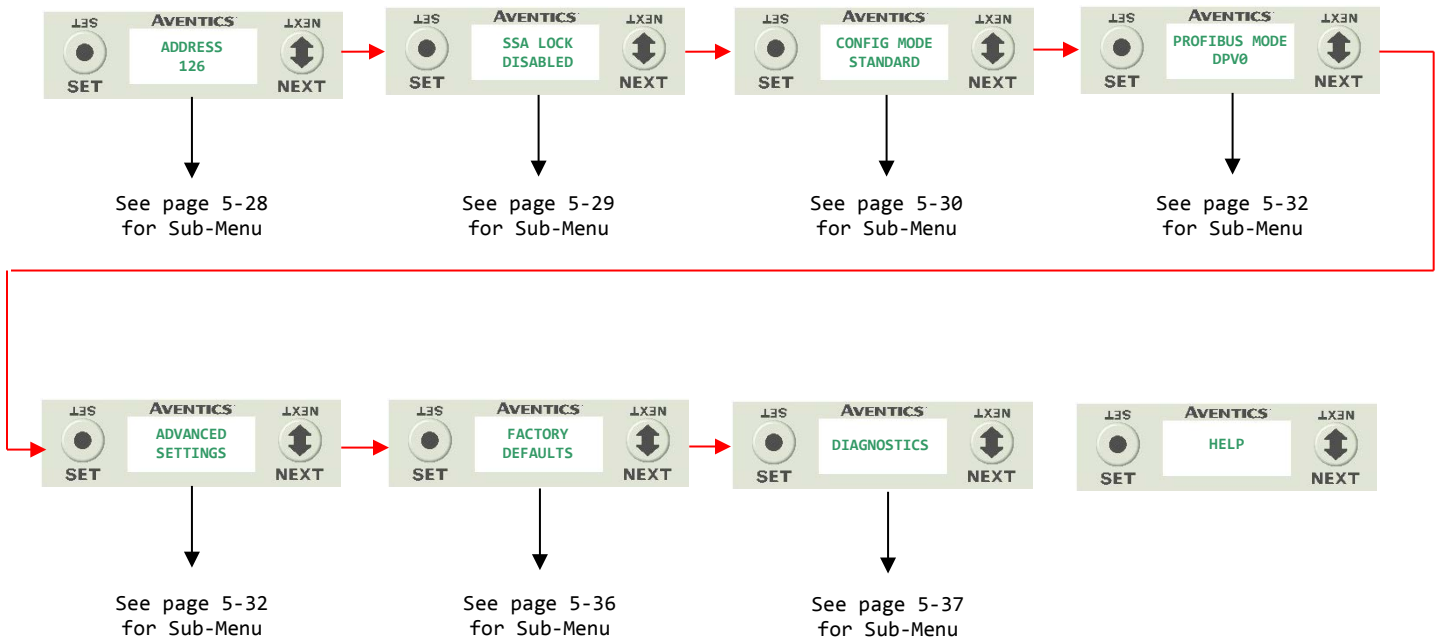 SET AVENTICS NEXT
ADDRESS
126
SET NEXT
SET AVENTICS NEXT
SSA LOCK
DISABLED
SET NEXT
SET AVENTICS NEXT
CONFIG MODE
STANDARD
SET NEXT
SET AVENTICS NEXT
PROFIBUS MODE
DPV0
SET NEXT
See page 5-28
for Sub-Menu
See page 5-29
for Sub-Menu
See page 5-30
for Sub-Menu
See page 5-32
for Sub-Menu
SET AVENTICS NEXT
ADVANCED
SETTINGS
SET NEXT
SET AVENTICS NEXT
FACTORY
DEFAULTS
SET NEXT
SET AVENTICS NEXT
DIAGNOSTICS
SET NEXT
SET AVENTICS NEXT
HELP
SET NEXT
See page 5-32
for Sub-Menu
See page 5-36
for Sub-Menu
See page 5-37
for Sub-Menu